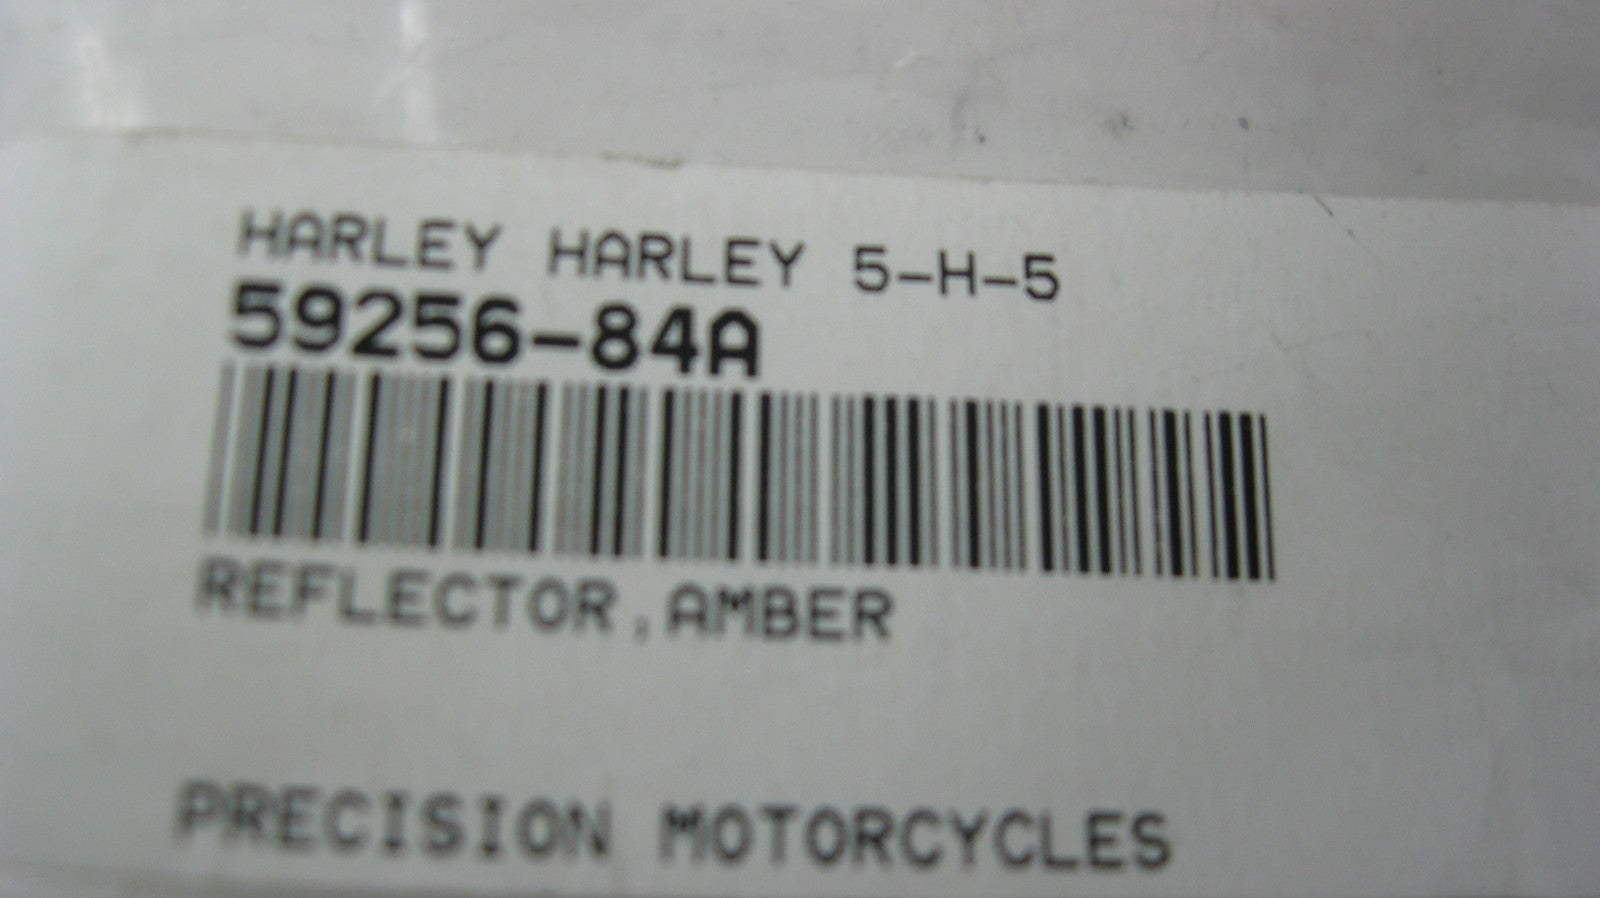 HARLEY HARLEY 5-H-5
59256-84A
REFLECTOR,AMBER
PRECISION MOTORCYCLES